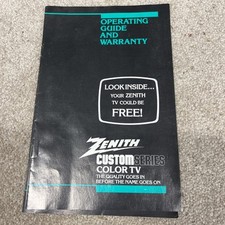 OPERATING
GUIDE
AND
WARRANTY
LOOK INSIDE...
YOUR ZENITH
TV COULD BE
FREE!
ZENITH
CUSTOM SERIES
COLOR TV
THE QUALITY GOES IN
BEFORE THE NAME GOES ON